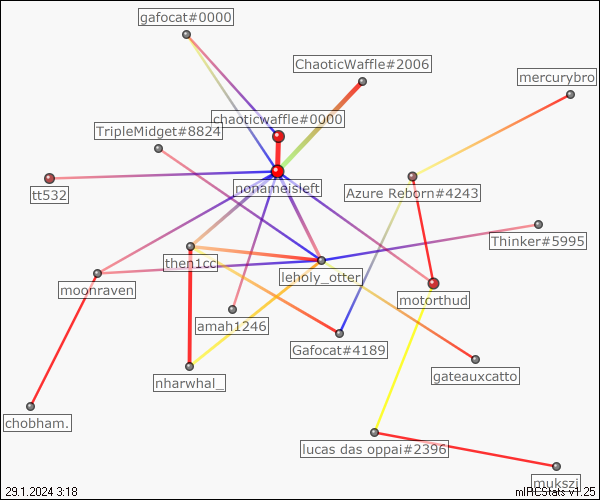 gafocat#0000
ChaoticWaffle#2006
mercurybro
chaoticwaffle#0000
TripleMidget#8824
nonameisleft
tt532
Azure Reborn#4243
Thinker#5995
then1cc
leholy_otter
moonraven
motorthud
amah1246
Gafocat#4189
gateauxcatto
nharwhal_
chobham.
lucas das oppai#2396
mukszi
29.1.2024 3:18
mIRCStats v1.25